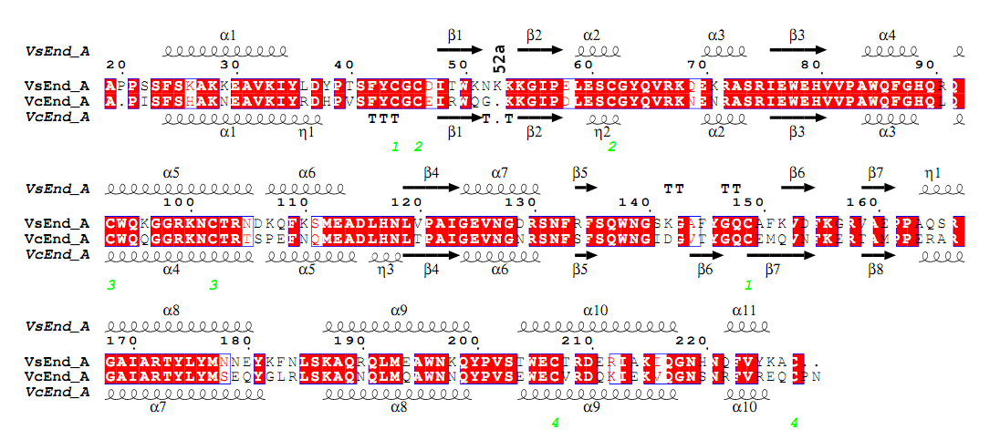 α1 β1 52a β2 α2 α3 β3 α4
VsEnd_A
20 30 40 50 60 70 80 90
VsEnd_A APPSSFSKAKKEAVKIYLDYPTSFYCGCDITWKNKKKGIPELESCGYQVRKQEKRASRIEWEHVVPAWQFGHQRQ
VcEnd_A A.PISFSHAKNEAVKIYRDHPVSFYCGCEIRWQG.KKGIPDLESCGYQVRKNENRASRIEWEHVVPAWQFGHQLQ
VcEnd_A TTT T.T
α1 η1 β1 β2 η2 α2 β3 α3
1 2 2
α5 α6 β4 α7 β5 β6 β7 η1
VsEnd_A TT TT
100 110 120 130 140 150 160
VsEnd_A CWQKGGRKNCTRNDKQFKSMEADLHNLVPAIGEVNGDRSNFRFSQWNGSKGAFYGQCAFKVDFKGRVAEPPAQSR
VcEnd_A CWQQGGRKNCTRTSPEFNQMEADLHNLTPAIGEVNGNRSNFSFSQWNGIDGVTYGQCEMQVNFKERTAMPPERAR
VcEnd_A
α4 α5 η3 β4 α6 β5 β6 β7 β8
3 3 1
α8 α9 α10 α11
VsEnd_A
170 180 190 200 210 220
VsEnd_A GAIARTYLYMNNEYKFNLSKAQRQLMEAWNKQYPVSTWECTRDERIAKIQGNHNQFVYKAC..
VcEnd_A GAIARTYLYMSEQYGLRLSKAQNQLMQAWNNQYPVSEWECVRDQKIEKVQGNSNRFVREQCPN
VcEnd_A
α7 α8 α9 α10
4 4